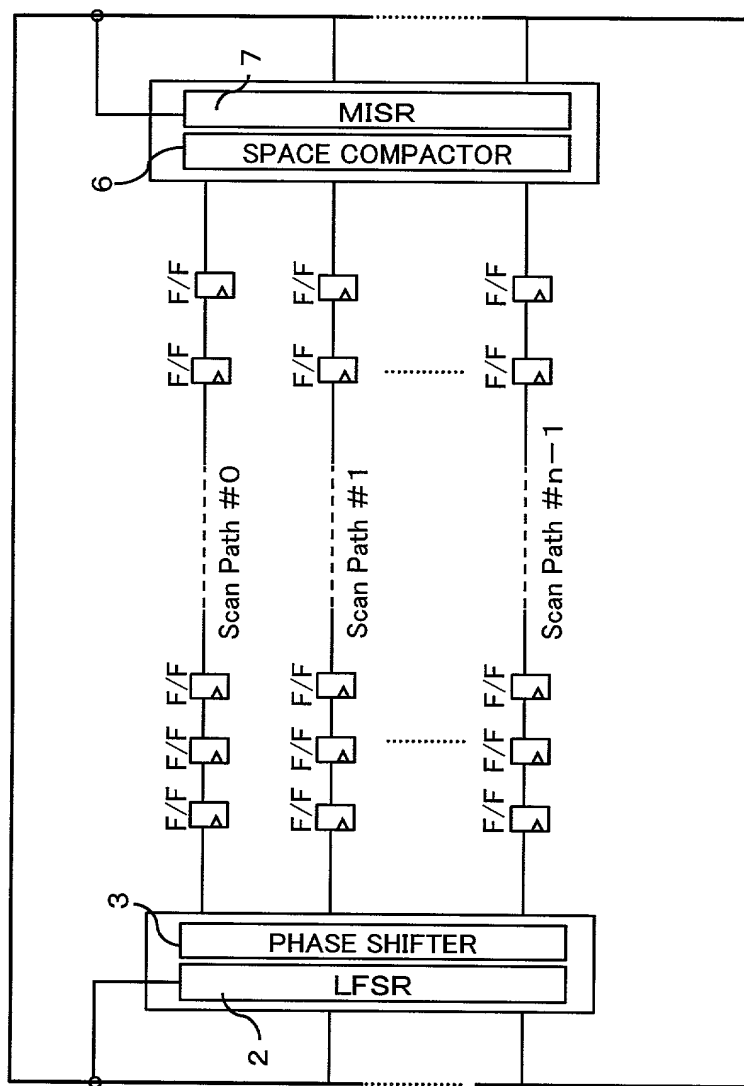 7
MISR
6
SPACE COMPACTOR
F/F
F/F
F/F
F/F
F/F
F/F
Scan Path #0
Scan Path #1
Scan Path #n-1
F/F
F/F
F/F
F/F
F/F
F/F
F/F
F/F
F/F
3
PHASE SHIFTER
LFSR
2